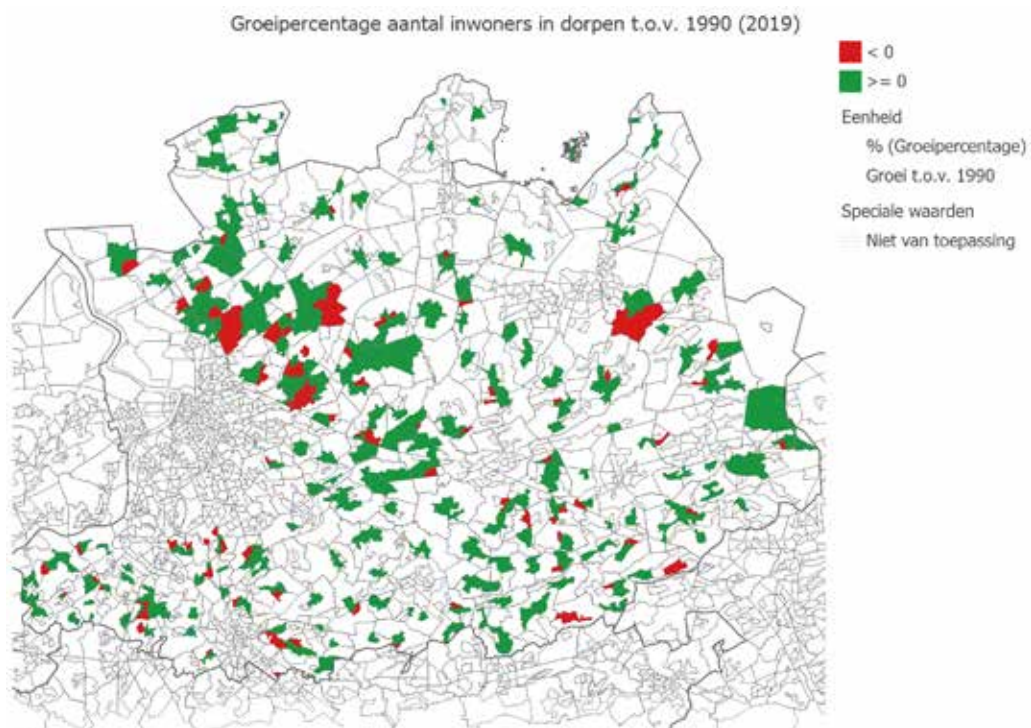 Groeipercentage aantal inwoners in dorpen t.o.v. 1990 (2019)
< 0
>= 0
Eenheid
% (Groeipercentage)
Groei t.o.v. 1990
Speciale waarden
Niet van toepassing